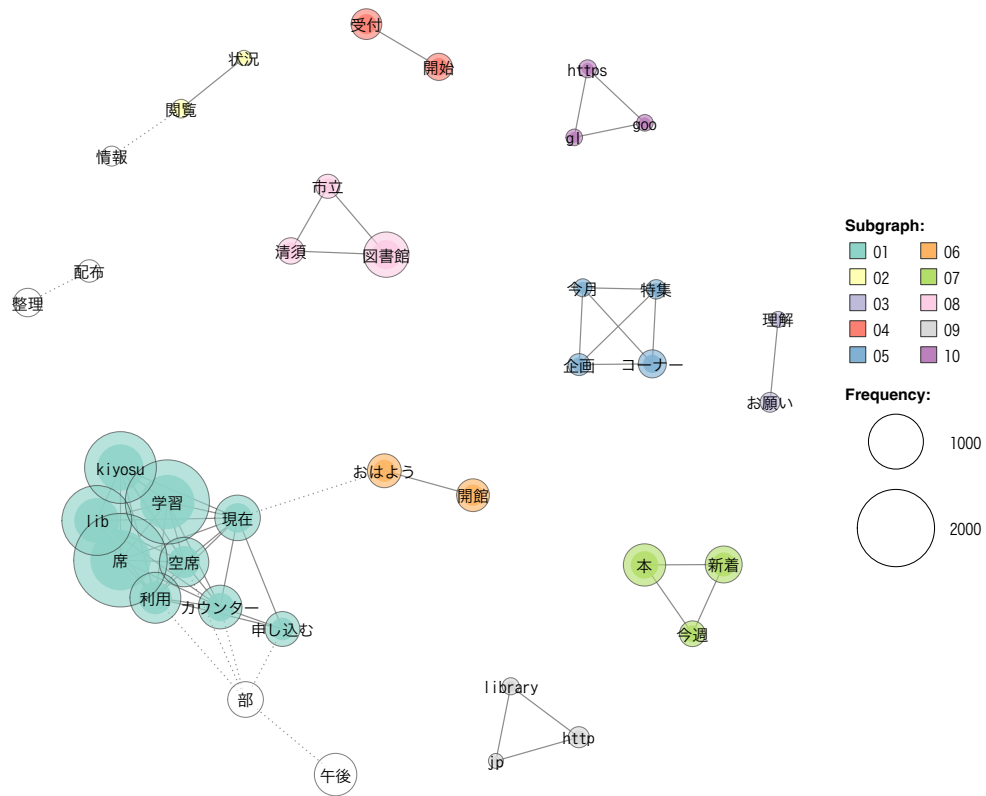 受付
状況
開始
https
閲覧
goo
gl
情報
市立
清須
図書館
配布
整理
今月
特集
企画
コーナー
理解
お願い
kiyosu
おはよう
学習
開館
lib
現在
席
空席
本
新着
利用
カウンター
申し込む
今週
部
library
http
jp
午後
Subgraph:
01
06
02
07
03
08
04
09
05
10
Frequency:
1000
2000